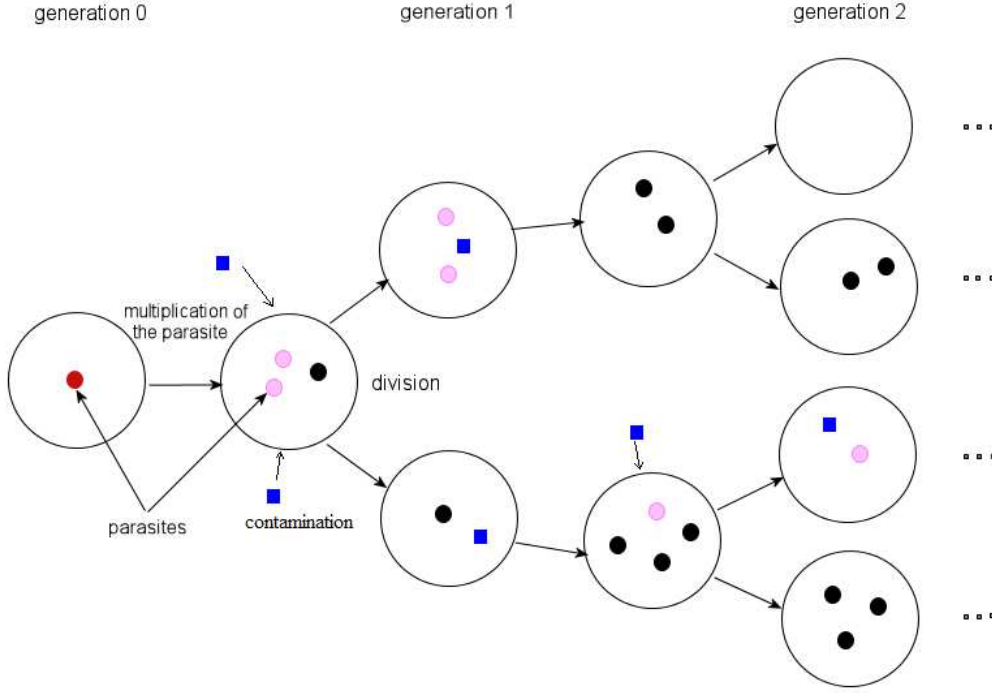 generation 0
generation 1
generation 2
multiplication of
the parasite
division
parasites
contamination